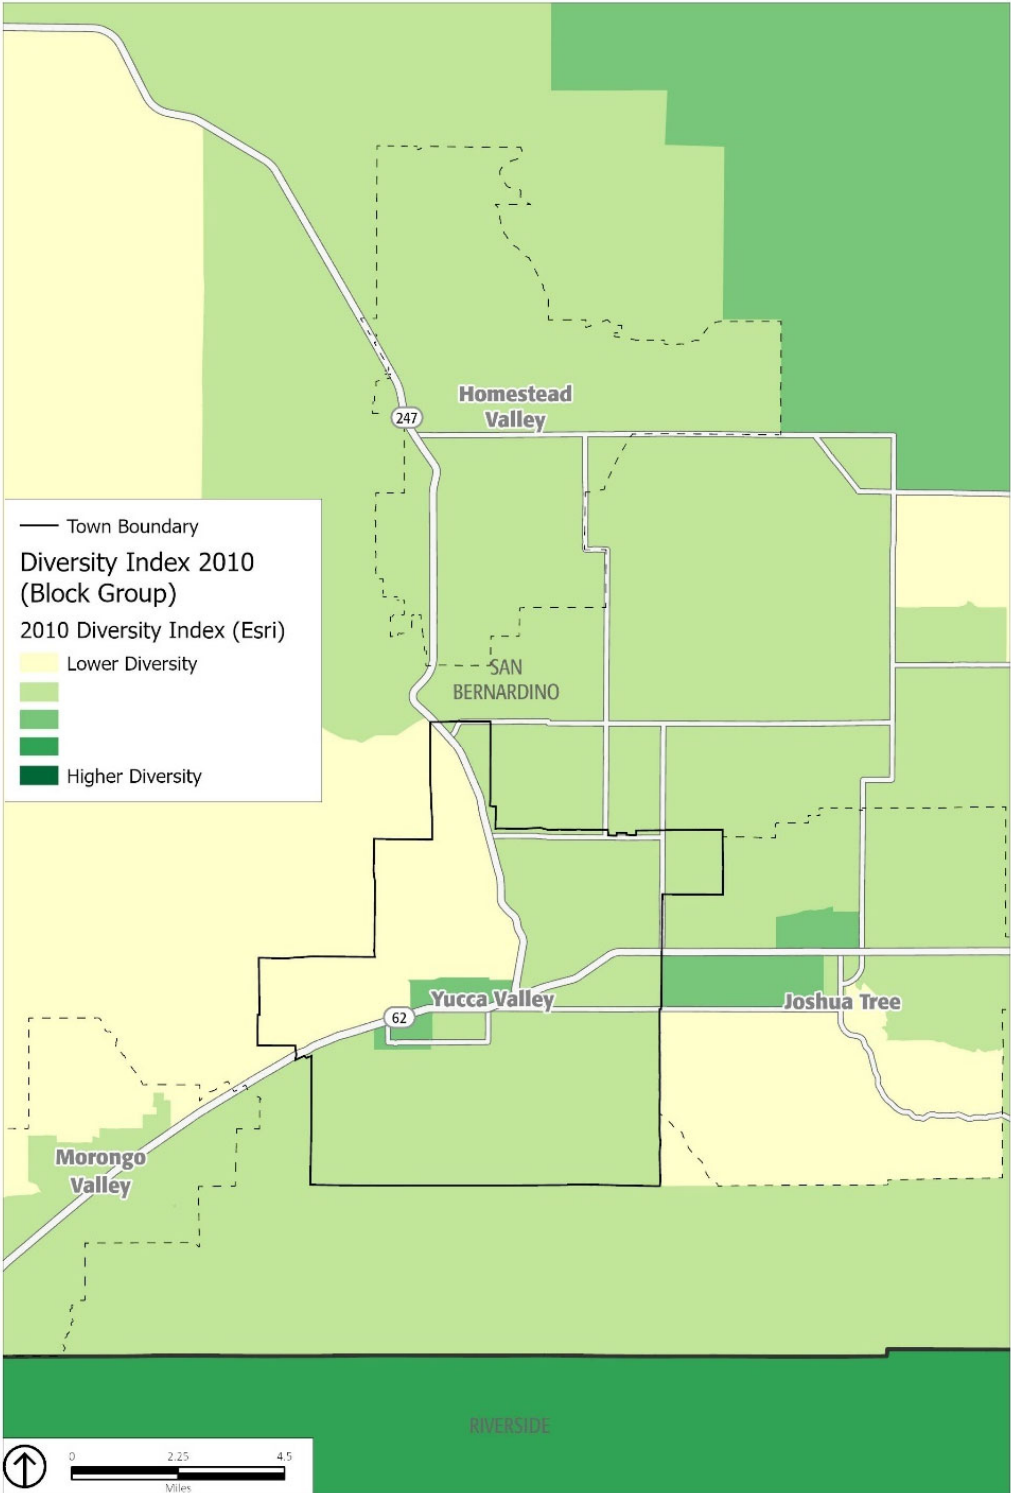 Homestead
Valley
247
Town Boundary
Diversity Index 2010
(Block Group)
2010 Diversity Index (Esri)
Lower Diversity
Higher Diversity
SAN
BERNARDINO
Yucca Valley
62
Joshua Tree
Morongo
Valley
RIVERSIDE
0 2.25 4.5
Miles